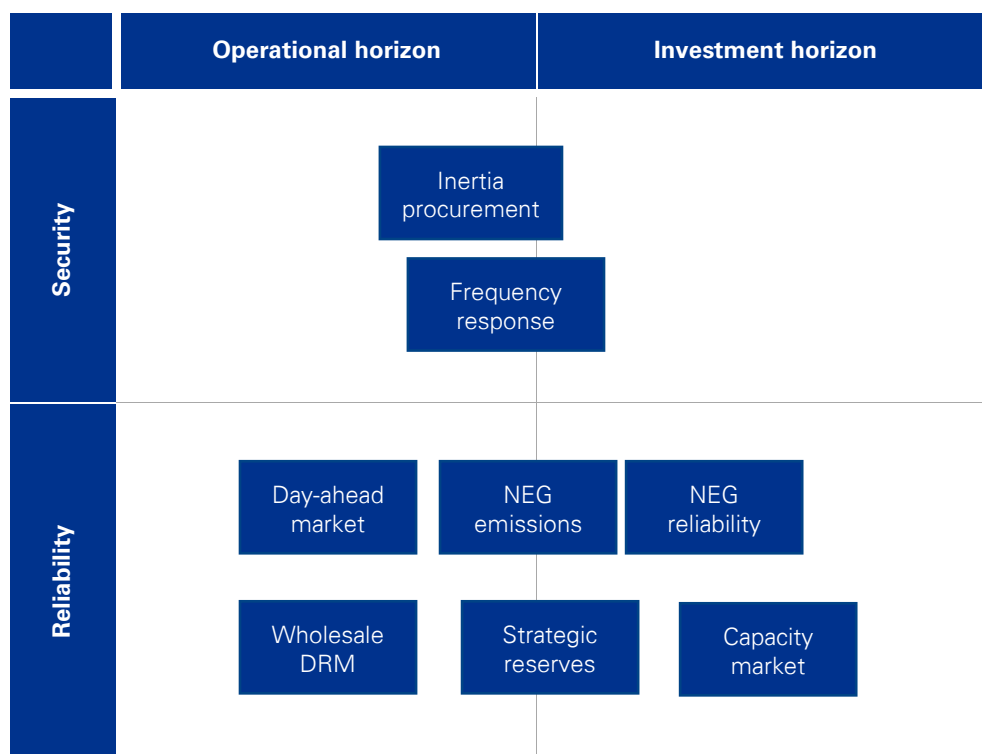 Operational horizon
Investment horizon
Security
Inertia
procurement
Frequency
response
Reliability
Day-ahead
market
NEG
emissions
NEG
reliability
Wholesale
DRM
Strategic
reserves
Capacity
market